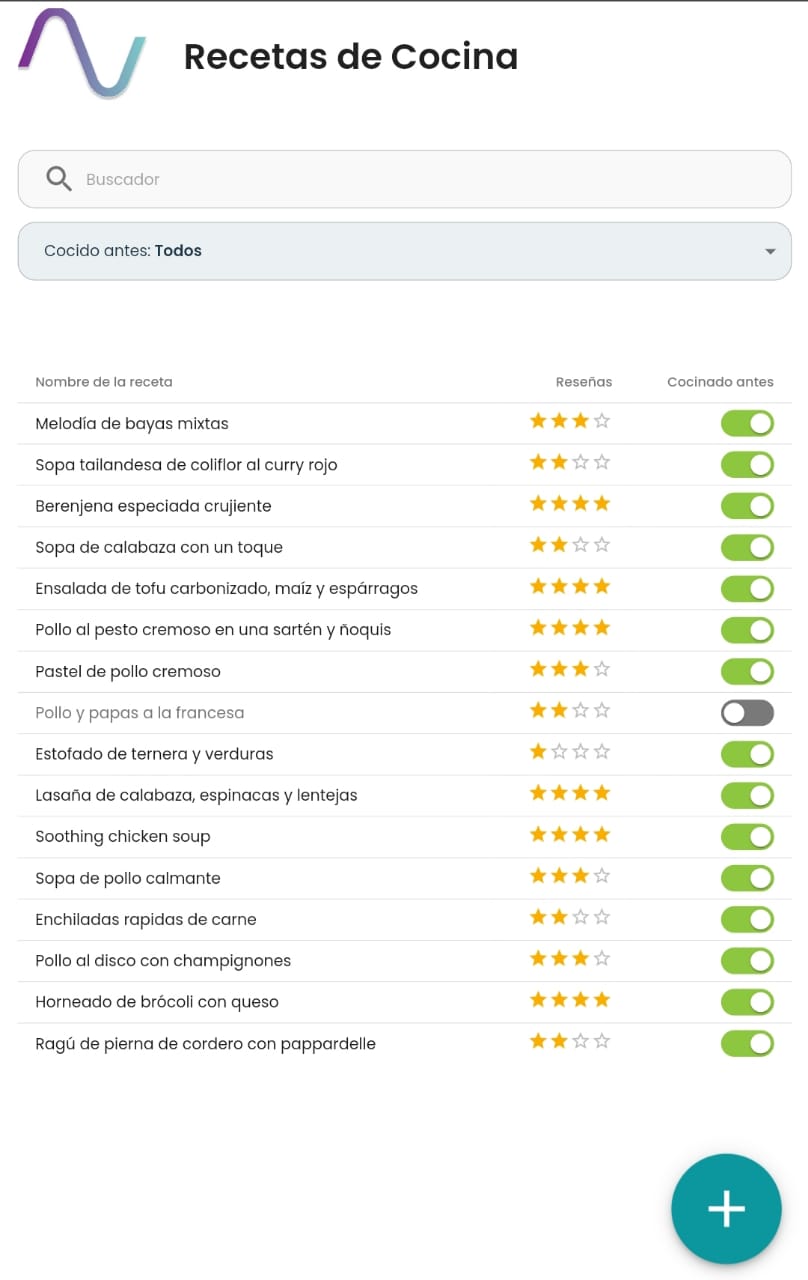 Recetas de Cocina
Buscador
Cocido antes: Todos
Nombre de la receta Reseñas Cocinado antes
Melodía de bayas mixtas
Sopa tailandesa de coliflor al curry rojo
Berenjena especiada crujiente
Sopa de calabaza con un toque
Ensalada de tofu carbonizado, maíz y espárragos
Pollo al pesto cremoso en una sartén y ñoquis
Pastel de pollo cremoso
Pollo y papas a la francesa
Estofado de ternera y verduras
Lasaña de calabaza, espinacas y lentejas
Soothing chicken soup
Sopa de pollo calmante
Enchiladas rapidas de carne
Pollo al disco con champignones
Horneado de brócoli con queso
Ragú de pierna de cordero con pappardelle